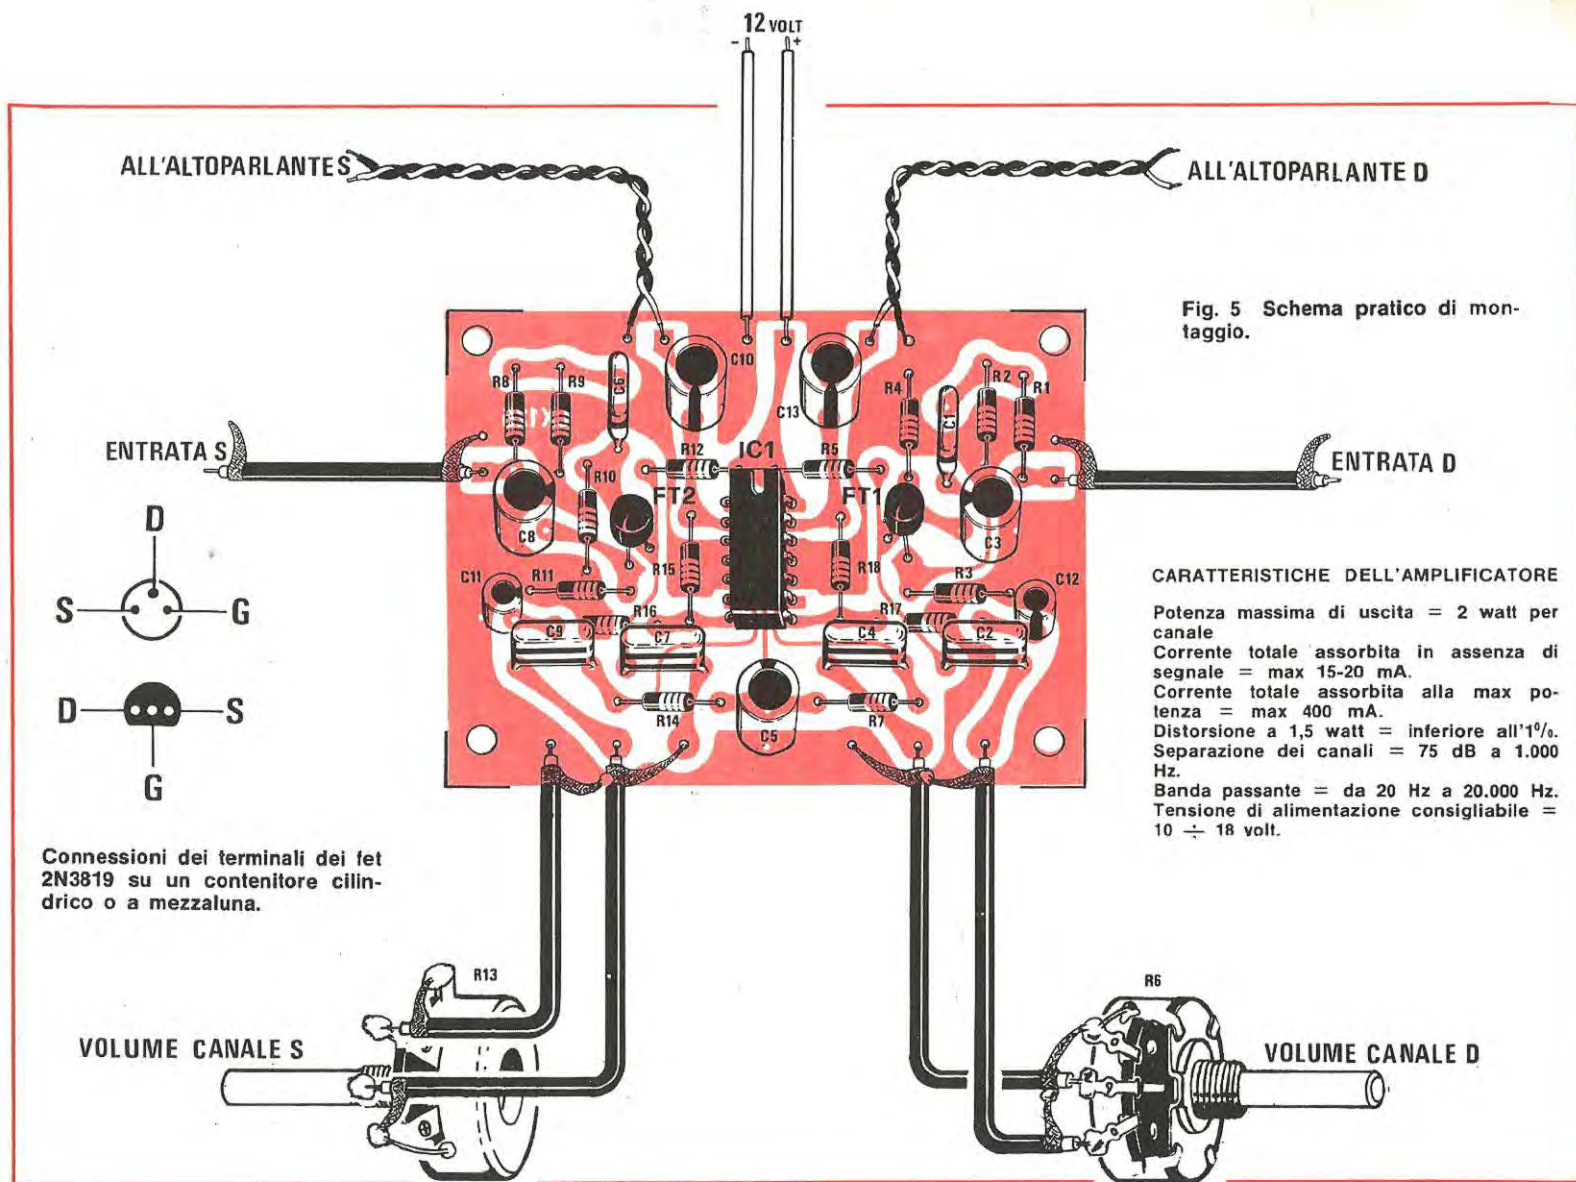 12 VOLT
- +
ALL'ALTOPARLANTE S
ALL'ALTOPARLANTE D
Fig. 5 Schema pratico di mon-
taggio.
C10
C13
C6
R8
R9
R4
C1
R2
R1
ENTRATA S
ENTRATA D
R12
IC1
R5
R10
FT2
FT1
C8
C3
D
S
G
C11
R11
R15
R18
R3
C12
R16
R17
C9
C7
C4
C2
R14
C5
R7
D
S
G
CARATTERISTICHE DELL'AMPLIFICATORE
Potenza massima di uscita = 2 watt per
canale
Corrente totale assorbita in assenza di
segnale = max 15-20 mA.
Corrente totale assorbita alla max po-
tenza = max 400 mA.
Distorsione a 1,5 watt = inferiore all'1%.
Separazione dei canali = 75 dB a 1.000
Hz.
Banda passante = da 20 Hz a 20.000 Hz.
Tensione di alimentazione consigliabile =
10 ÷ 18 volt.
Connessioni dei terminali dei fet
2N3819 su un contenitore cilin-
drico o a mezzaluna.
R13
R6
VOLUME CANALE S
VOLUME CANALE D